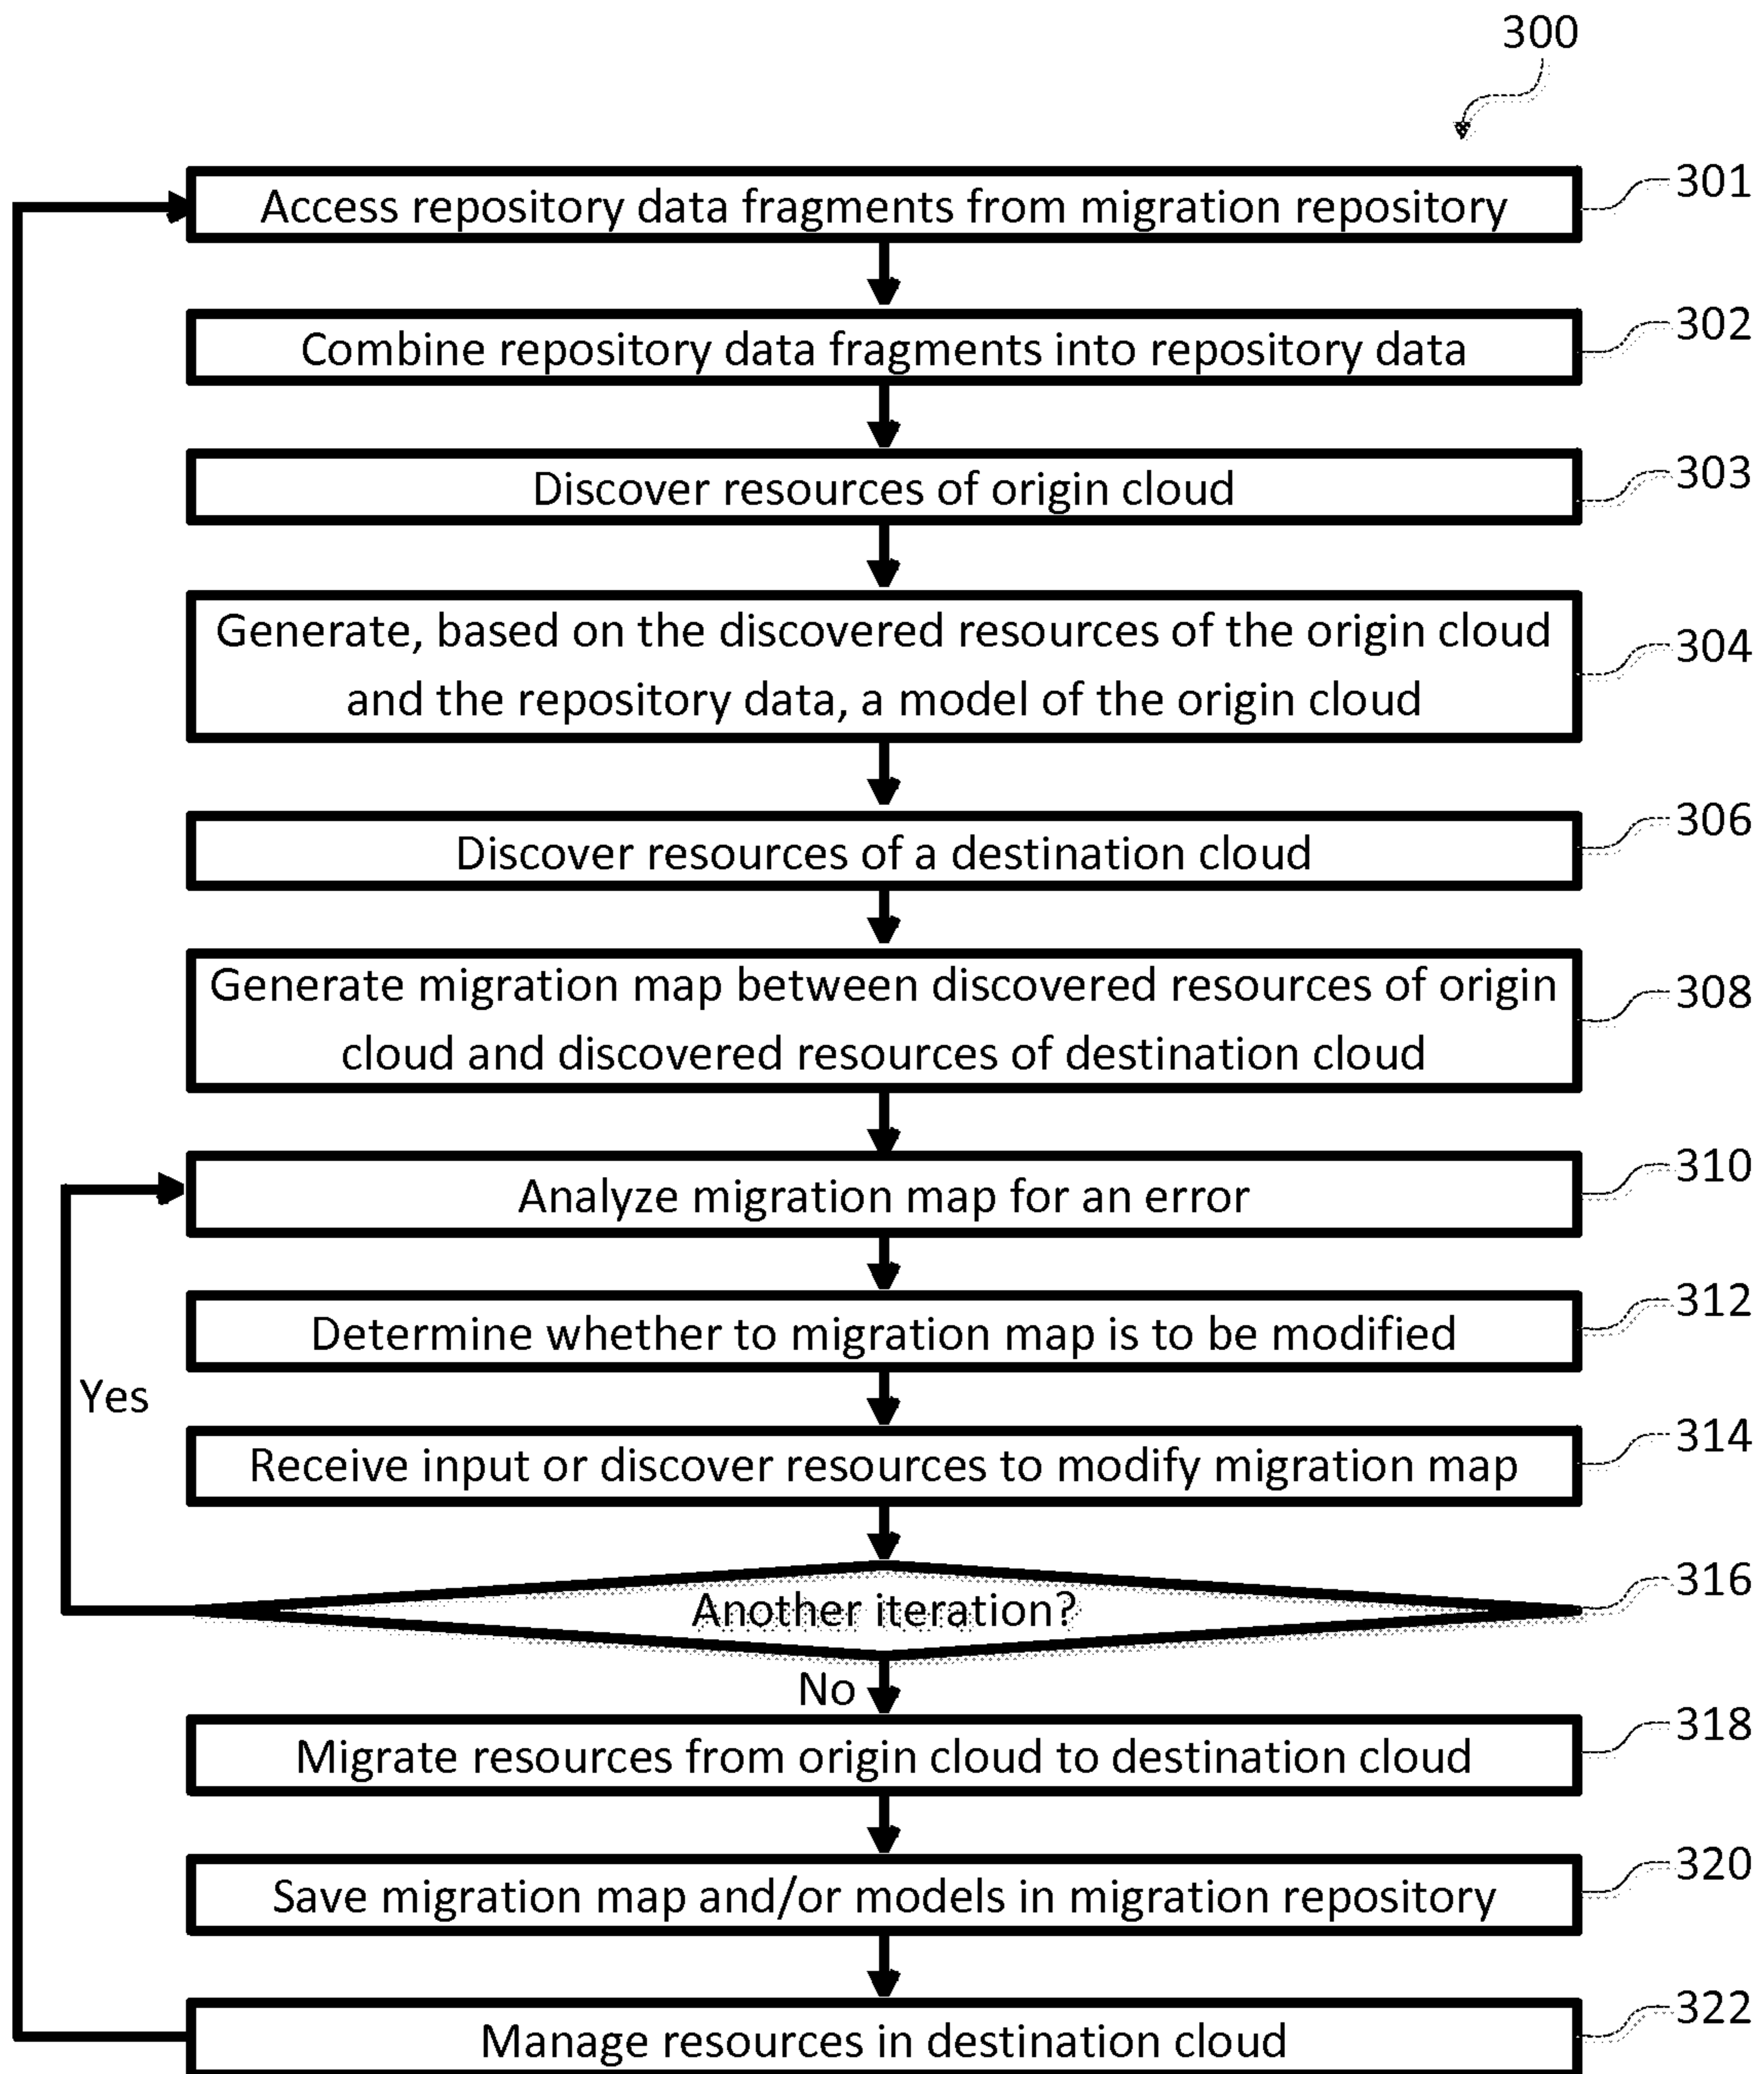 300
Access repository data fragments from migration repository
301
Combine repository data fragments into repository data
302
Discover resources of origin cloud
303
Generate, based on the discovered resources of the origin cloud
and the repository data, a model of the origin cloud
304
Discover resources of a destination cloud
306
Generate migration map between discovered resources of origin
cloud and discovered resources of destination cloud
308
Analyze migration map for an error
310
Determine whether to migration map is to be modified
312
Yes
Receive input or discover resources to modify migration map
314
Another iteration?
316
No
Migrate resources from origin cloud to destination cloud
318
Save migration map and/or models in migration repository
320
Manage resources in destination cloud
322